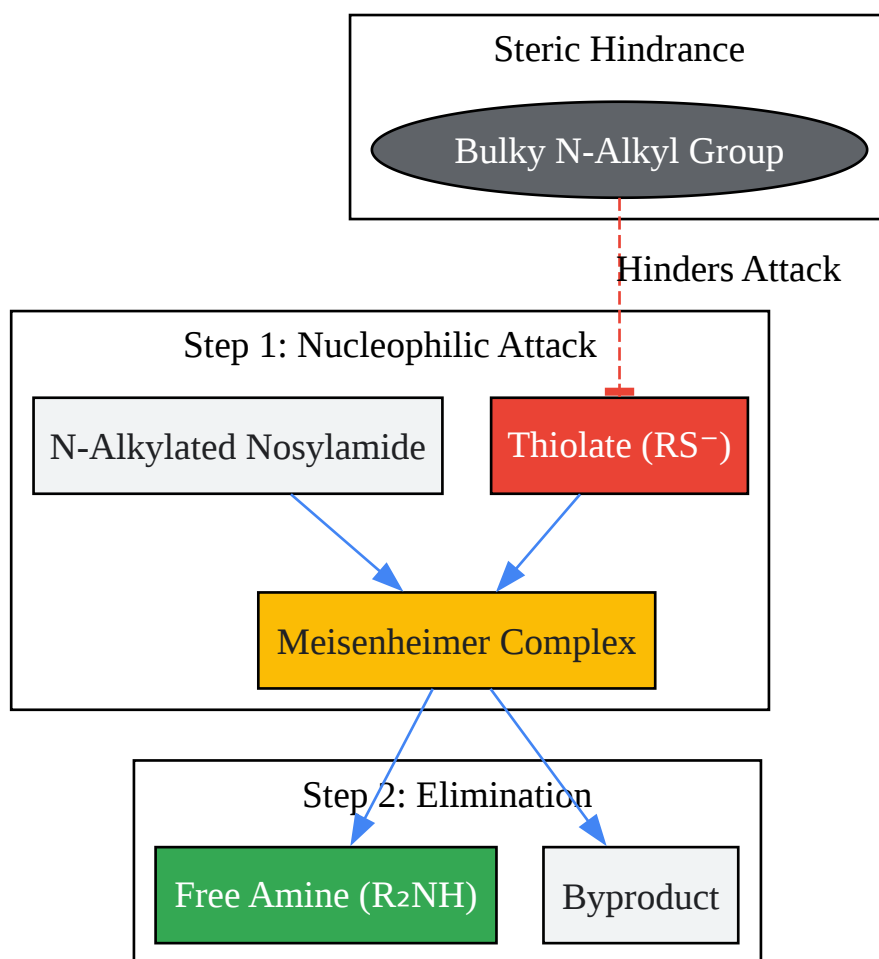 Steric Hindrance
Bulky N-Alkyl Group
Hinders Attack
Step 1: Nucleophilic Attack
N-Alkylated Nosylamide
Thiolate (RS⁻)
Meisenheimer Complex
Step 2: Elimination
Free Amine (R₂NH)
Byproduct